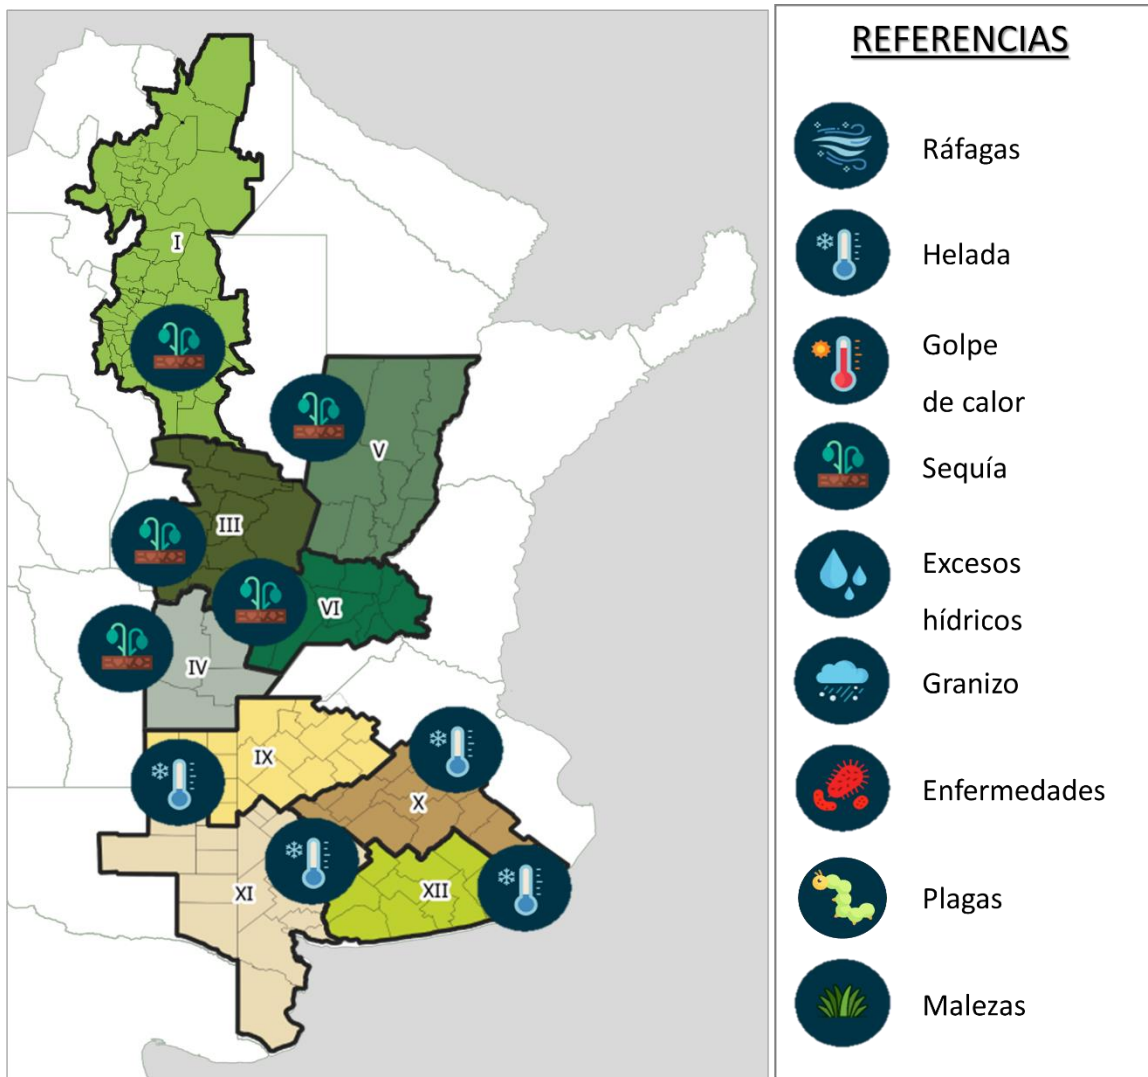 REFERENCIAS
Ráfagas
Helada
Golpe
de calor
Sequía
Excesos
hídricos
Granizo
Enfermedades
Plagas
Malezas
I
V
III
VI
IV
IX
X
XI
XII